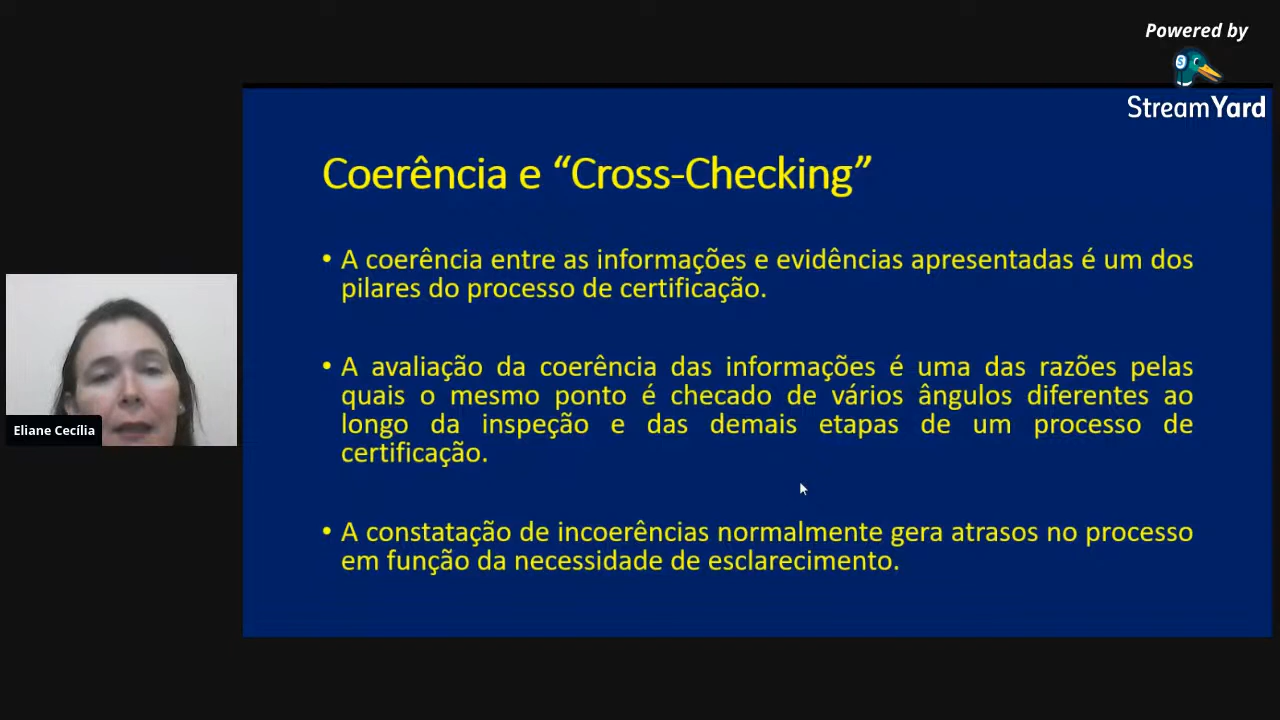 Powered by
StreamYard
Coerência e “Cross-Checking”
• A coerência entre as informações e evidências apresentadas é um dos
pilares do processo de certificação.
• A avaliação da coerência das informações é uma das razões pelas
quais o mesmo ponto é checado de vários ângulos diferentes ao
longo da inspeção e das demais etapas de um processo de
certificação.
• A constatação de incoerências normalmente gera atrasos no processo
em função da necessidade de esclarecimento.
Eliane Cecília